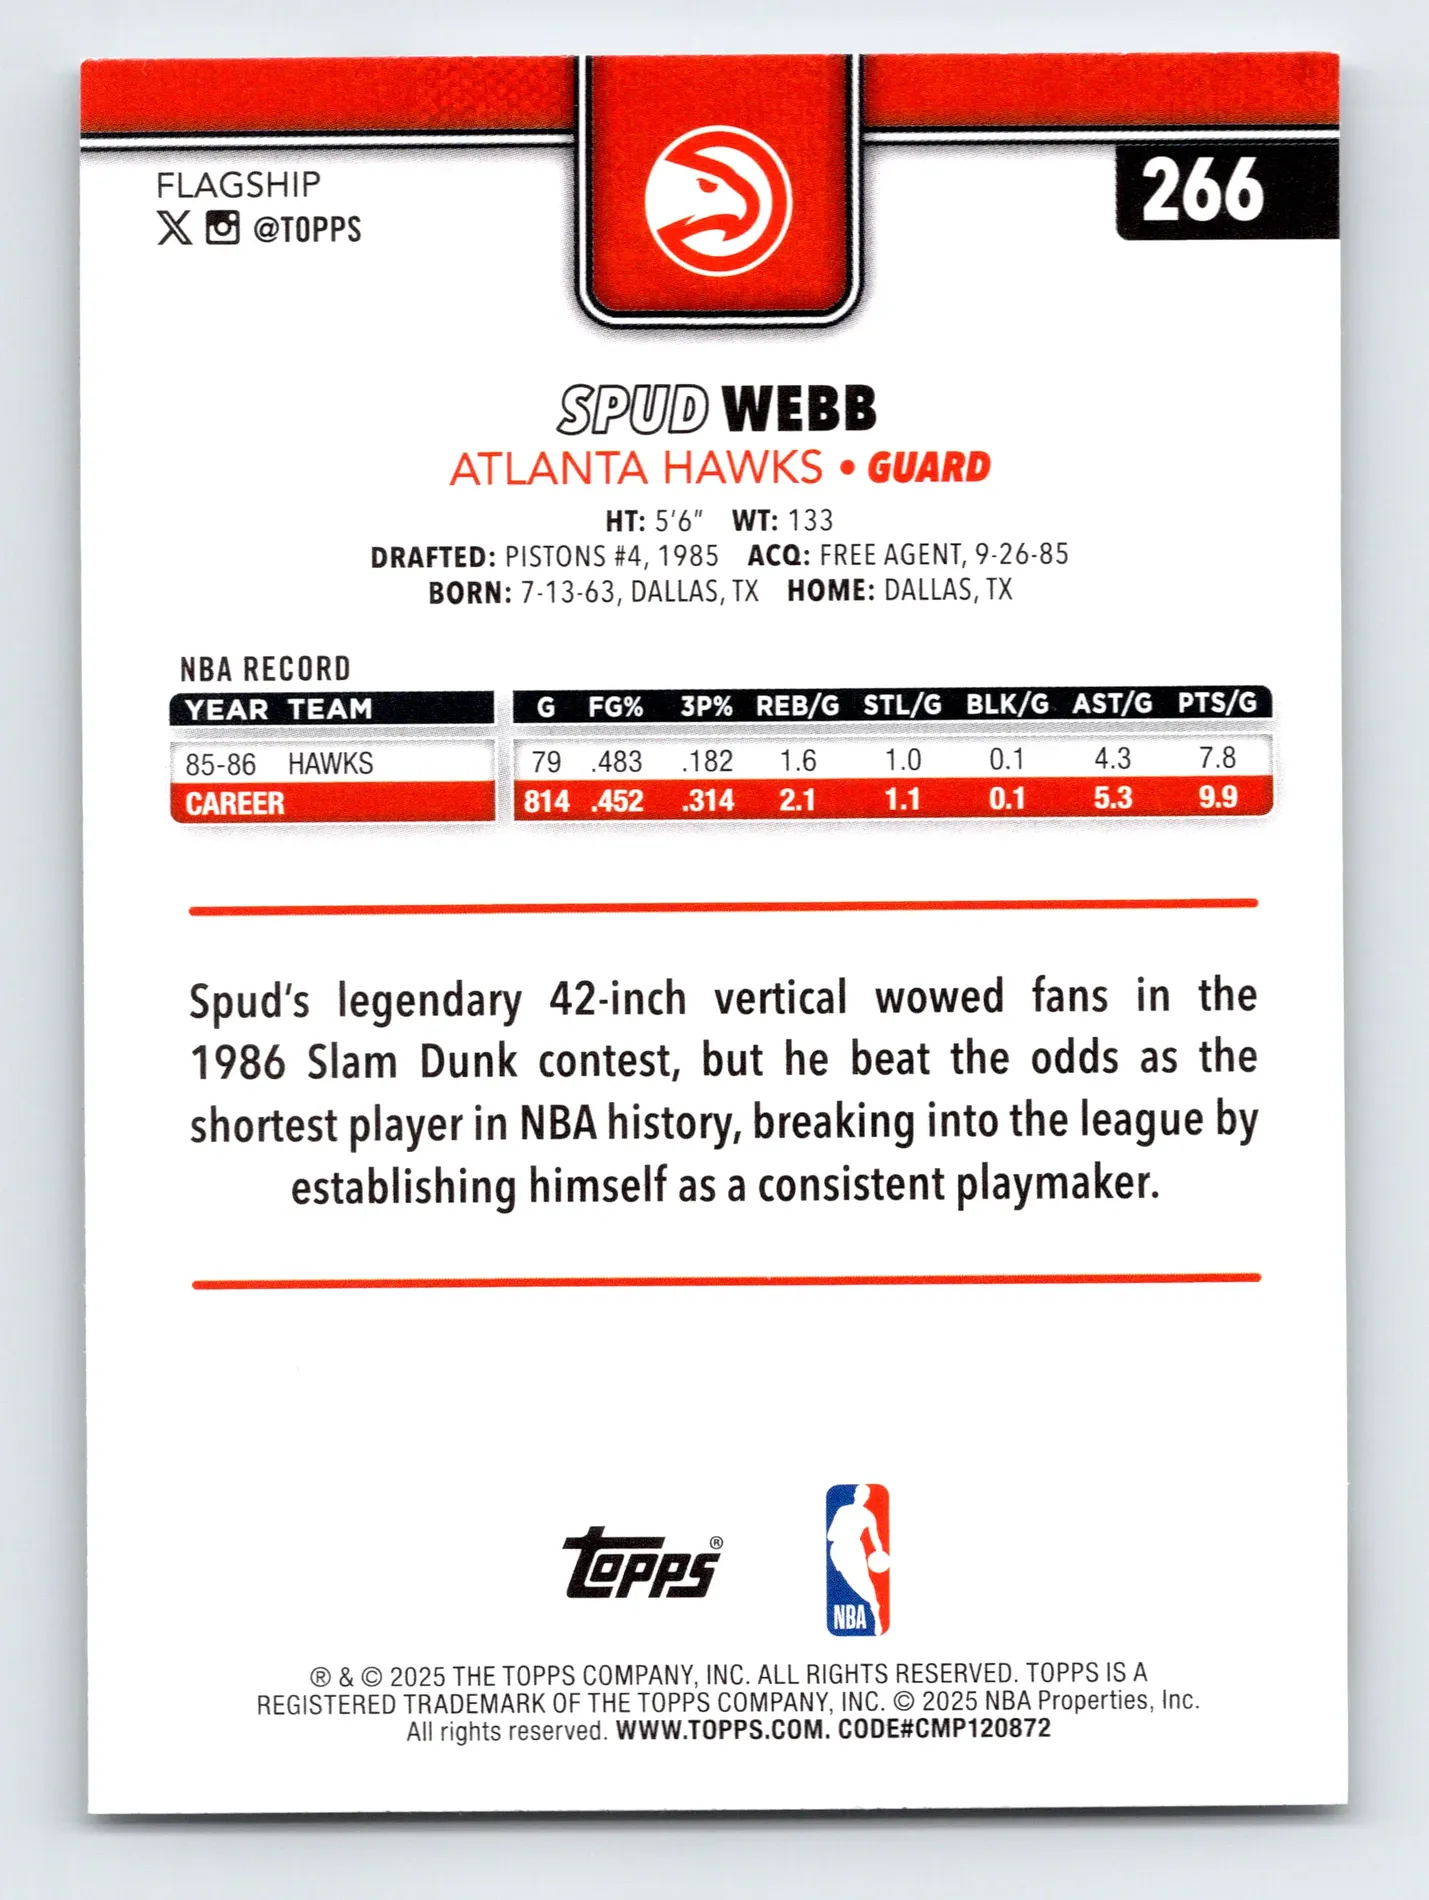 FLAGSHIP
@TOPPS
266
SPUD WEBB
ATLANTA HAWKS • GUARD
HT: 5'6" WT: 133
DRAFTED: PISTONS #4, 1985 ACQ: FREE AGENT, 9-26-85
BORN: 7-13-63, DALLAS, TX HOME: DALLAS, TX
NBA RECORD
YEAR TEAM G FG% 3P% REB/G STL/G BLK/G AST/G PTS/G
85-86 HAWKS 79 .483 .182 1.6 1.0 0.1 4.3 7.8
CAREER 814 .452 .314 2.1 1.1 0.1 5.3 9.9
Spud's legendary 42-inch vertical wowed fans in the
1986 Slam Dunk contest, but he beat the odds as the
shortest player in NBA history, breaking into the league by
establishing himself as a consistent playmaker.
TOPPS®
NBA
® & © 2025 THE TOPPS COMPANY, INC. ALL RIGHTS RESERVED. TOPPS IS A
REGISTERED TRADEMARK OF THE TOPPS COMPANY, INC. © 2025 NBA Properties, Inc.
All rights reserved. WWW.TOPPS.COM. CODE#CMP120872